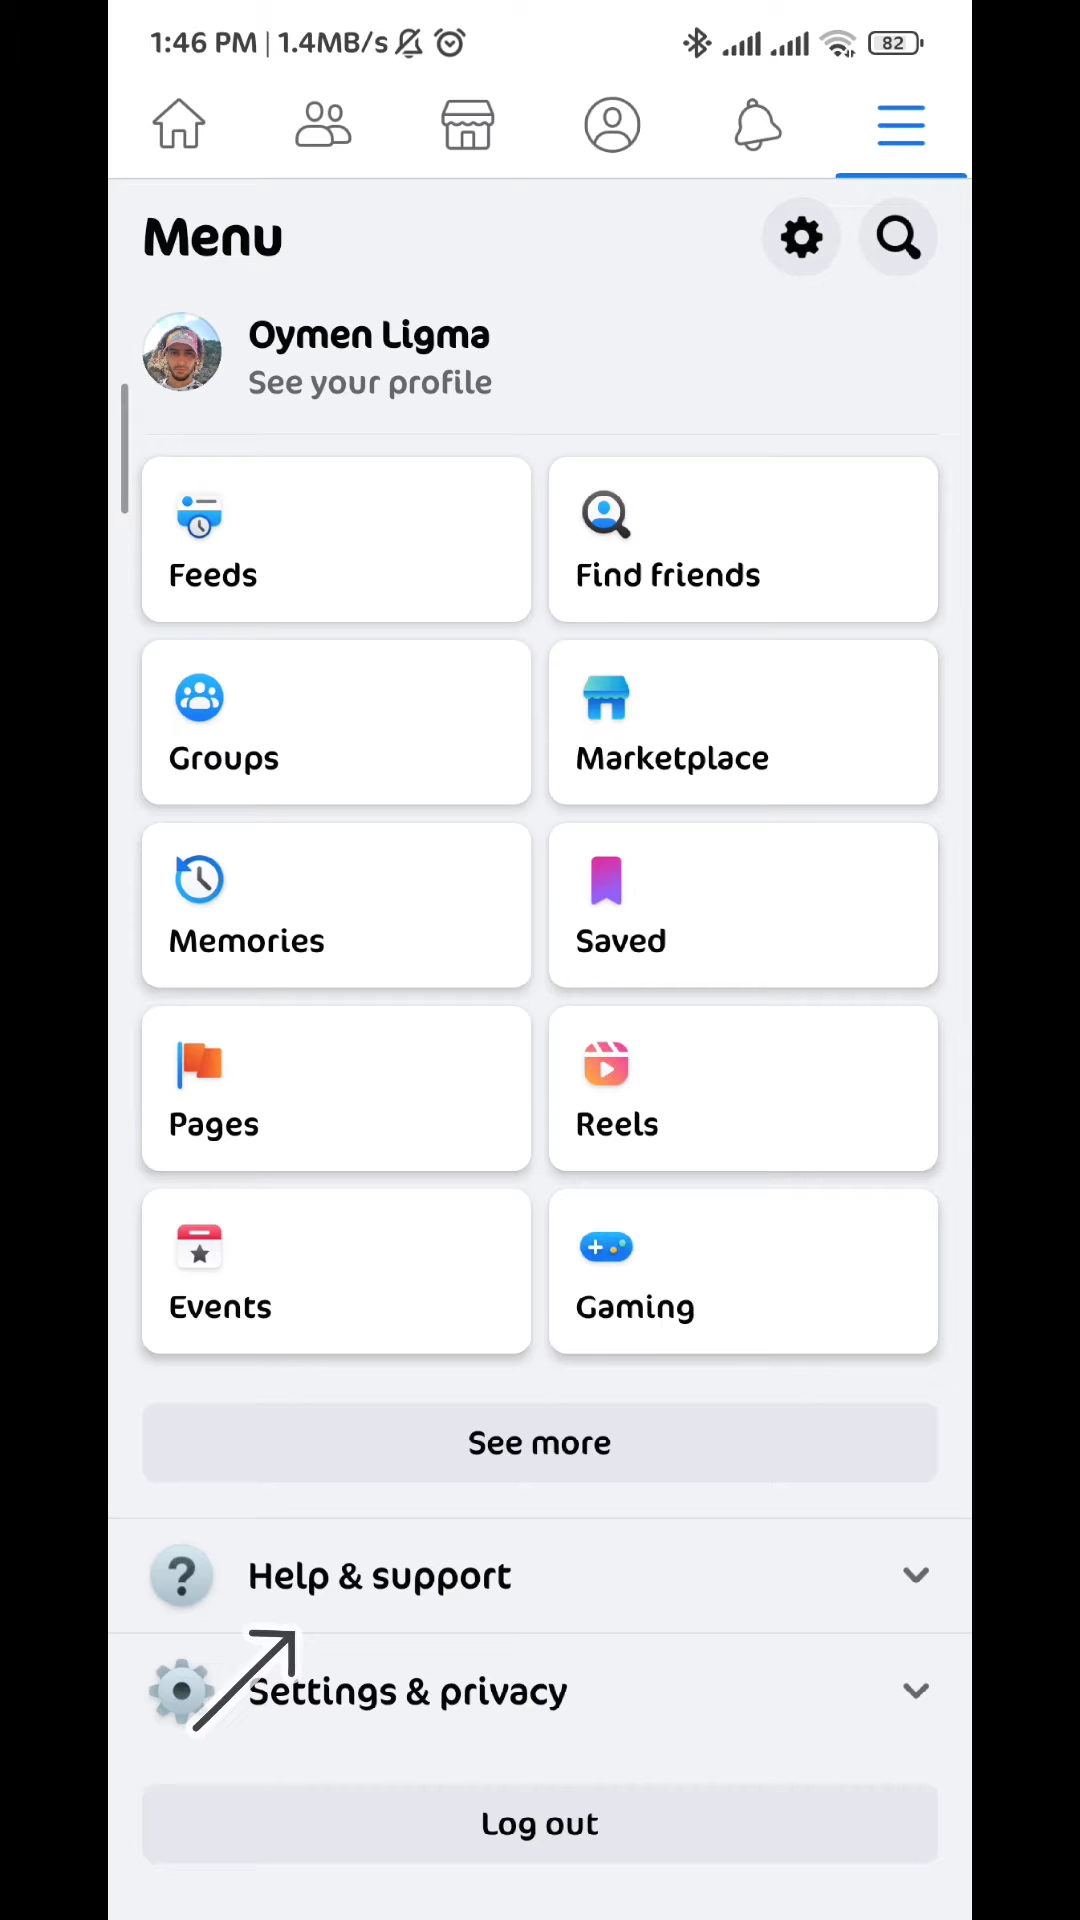 1:46 PM | 1.4MB/s 82
Menu
Oymen Ligma
See your profile
Feeds
Find friends
Groups
Marketplace
Memories
Saved
Pages
Reels
Events
Gaming
See more
? Help & support
Settings & privacy
Log out